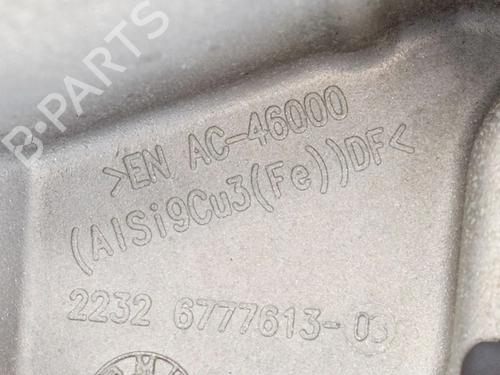 B-PARTS
>EN AC-46000
(AlSi9Cu3(Fe))DF<
2232 6777613-03